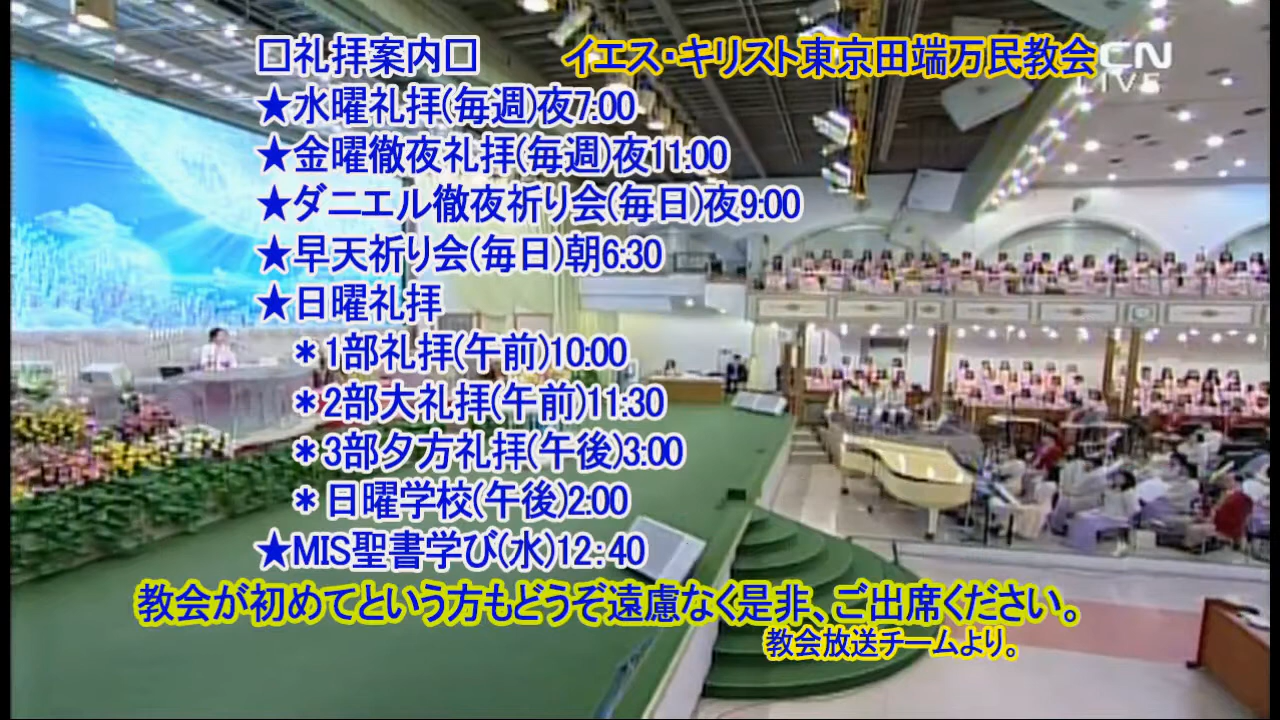 □礼拝案内□ イエス・キリスト東京田端万民教会
CN
LIVE
★水曜礼拝(毎週)夜7:00
★金曜徹夜礼拝(毎週)夜11:00
★ダニエル徹夜祈り会(毎日)夜9:00
★早天祈り会(毎日)朝6:30
★日曜礼拝
*1部礼拝(午前)10:00
*2部大礼拝(午前)11:30
*3部夕方礼拝(午後)3:00
*日曜学校(午後)2:00
★MIS聖書学び(水)12:40
教会が初めてという方もどうぞ遠慮なく是非、ご出席ください。
教会放送チームより。